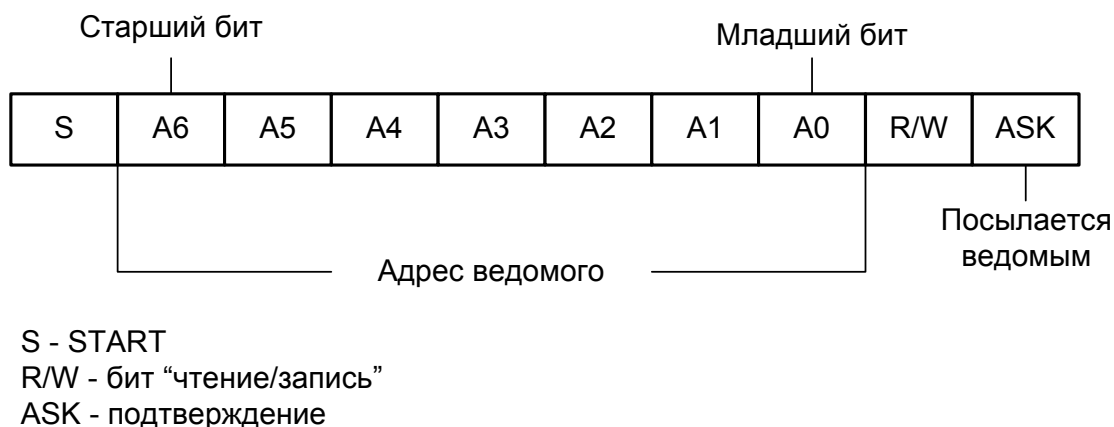 Старший бит
Младший бит
S A6 A5 A4 A3 A2 A1 A0 R/W ASK
Посылается
ведомым
Адрес ведомого
S - START
R/W - бит “чтение/запись”
ASK - подтверждение